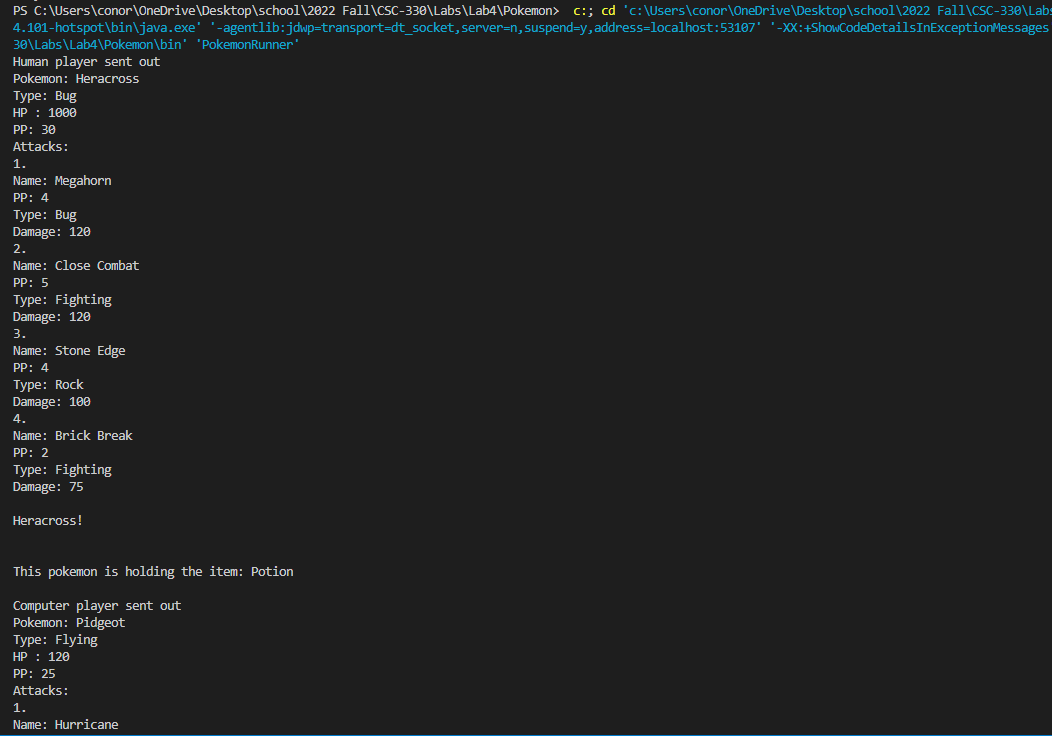 PS C:\Users\conor\OneDrive\Desktop\school\2022 Fall\CSC-330\Labs\Lab4\Pokemon>  c:; cd 'c:\Users\conor\OneDrive\Desktop\school\2022 Fall\CSC-330\Labs
4.101-hotspot\bin\java.exe' '-agentlib:jdwp=transport=dt_socket,server=n,suspend=y,address=localhost:53107' '-XX:+ShowCodeDetailsInExceptionMessages
30\Labs\Lab4\Pokemon\bin' 'PokemonRunner'
Human player sent out
Pokemon: Heracross
Type: Bug
HP : 1000
PP: 30
Attacks:
1.
Name: Megahorn
PP: 4
Type: Bug
Damage: 120
2.
Name: Close Combat
PP: 5
Type: Fighting
Damage: 120
3.
Name: Stone Edge
PP: 4
Type: Rock
Damage: 100
4.
Name: Brick Break
PP: 2
Type: Fighting
Damage: 75
Heracross!
This pokemon is holding the item: Potion
Computer player sent out
Pokemon: Pidgeot
Type: Flying
HP : 120
PP: 25
Attacks:
1.
Name: Hurricane